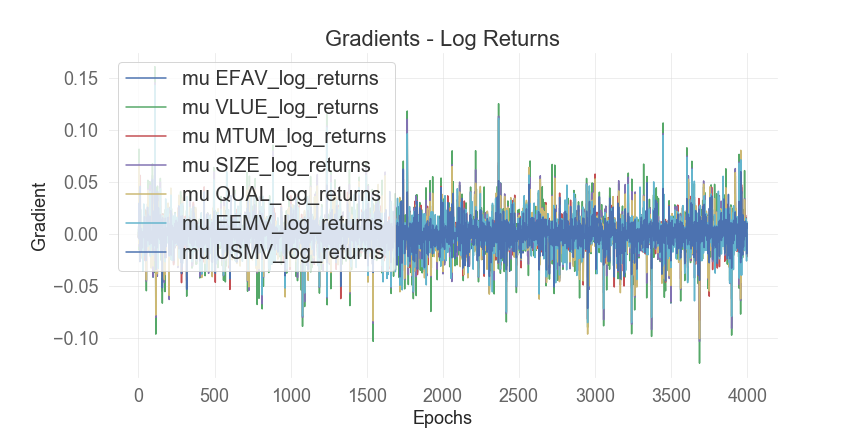 Gradients - Log Returns
mu EFAV_log_returns
mu VLUE_log_returns
mu MTUM_log_returns
mu SIZE_log_returns
mu QUAL_log_returns
mu EEMV_log_returns
mu USMV_log_returns
0.15
0.10
0.05
0.00
−0.05
−0.10
Gradient
0
500
1000
1500
2000
2500
3000
3500
4000
Epochs